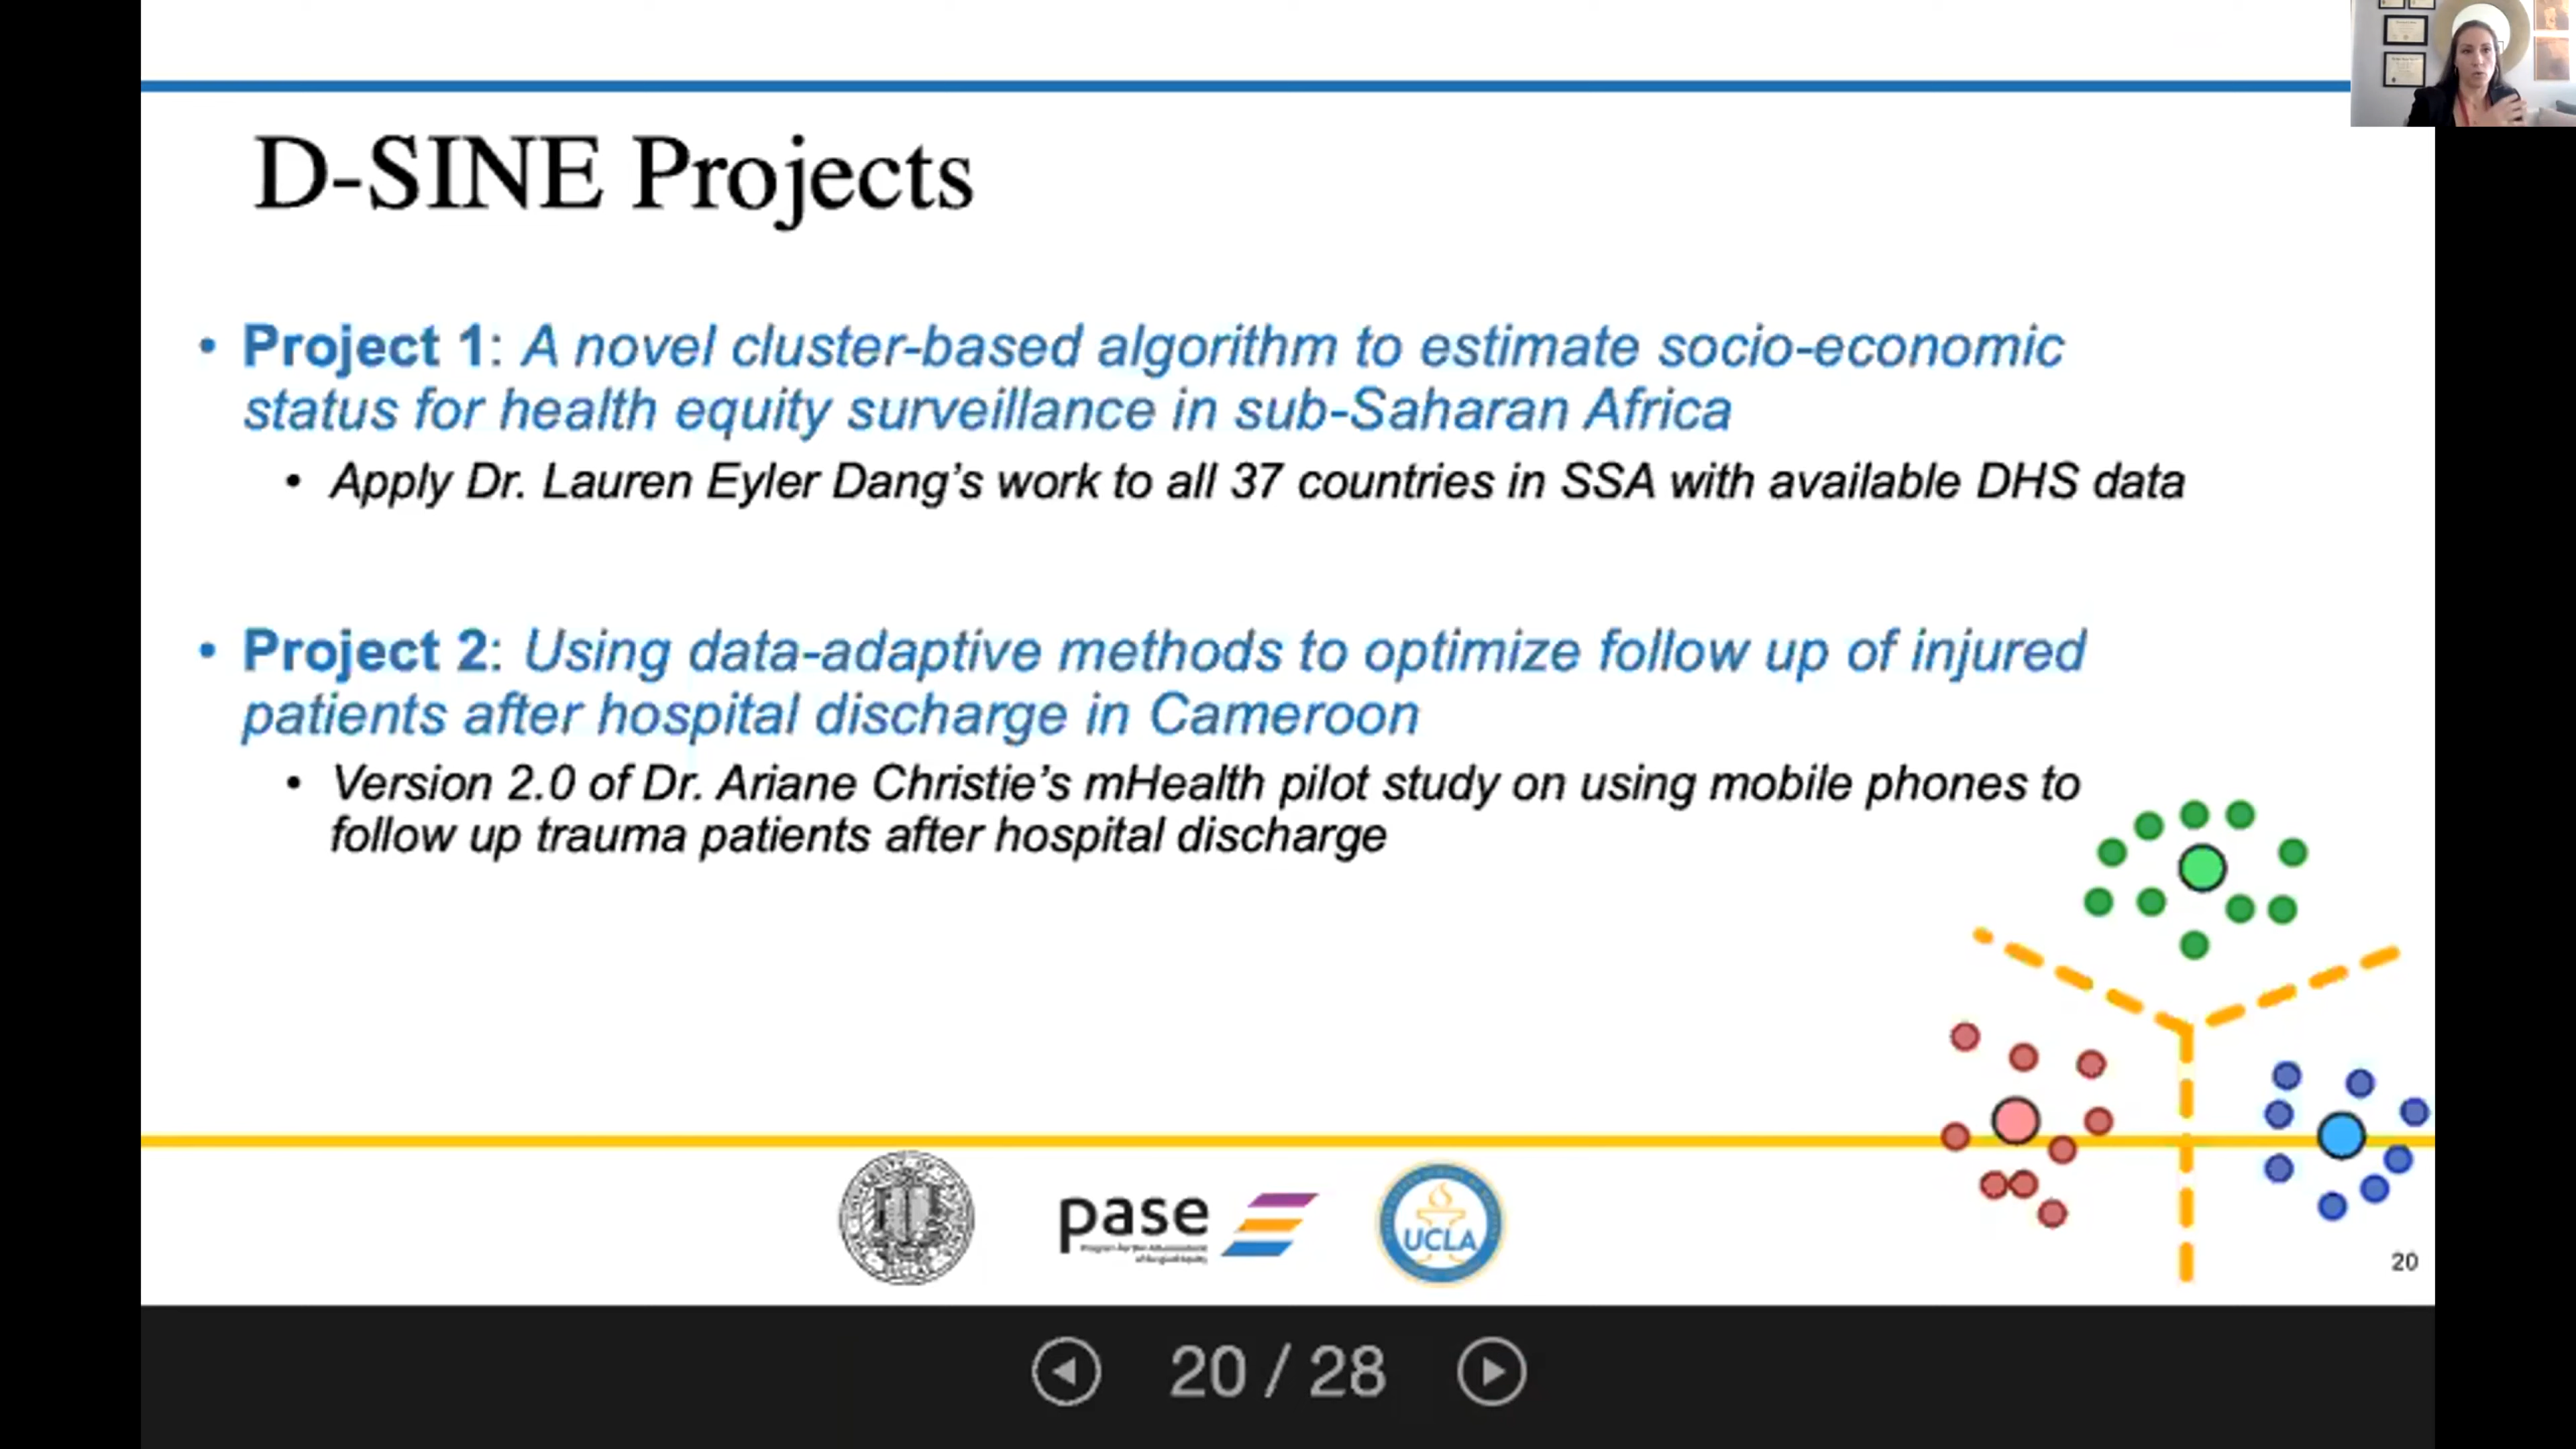 D-SINE Projects
• Project 1: A novel cluster-based algorithm to estimate socio-economic
status for health equity surveillance in sub-Saharan Africa
• Apply Dr. Lauren Eyler Dang’s work to all 37 countries in SSA with available DHS data
• Project 2: Using data-adaptive methods to optimize follow up of injured
patients after hospital discharge in Cameroon
• Version 2.0 of Dr. Ariane Christie’s mHealth pilot study on using mobile phones to
follow up trauma patients after hospital discharge
pase
UCLA
20
20 / 28